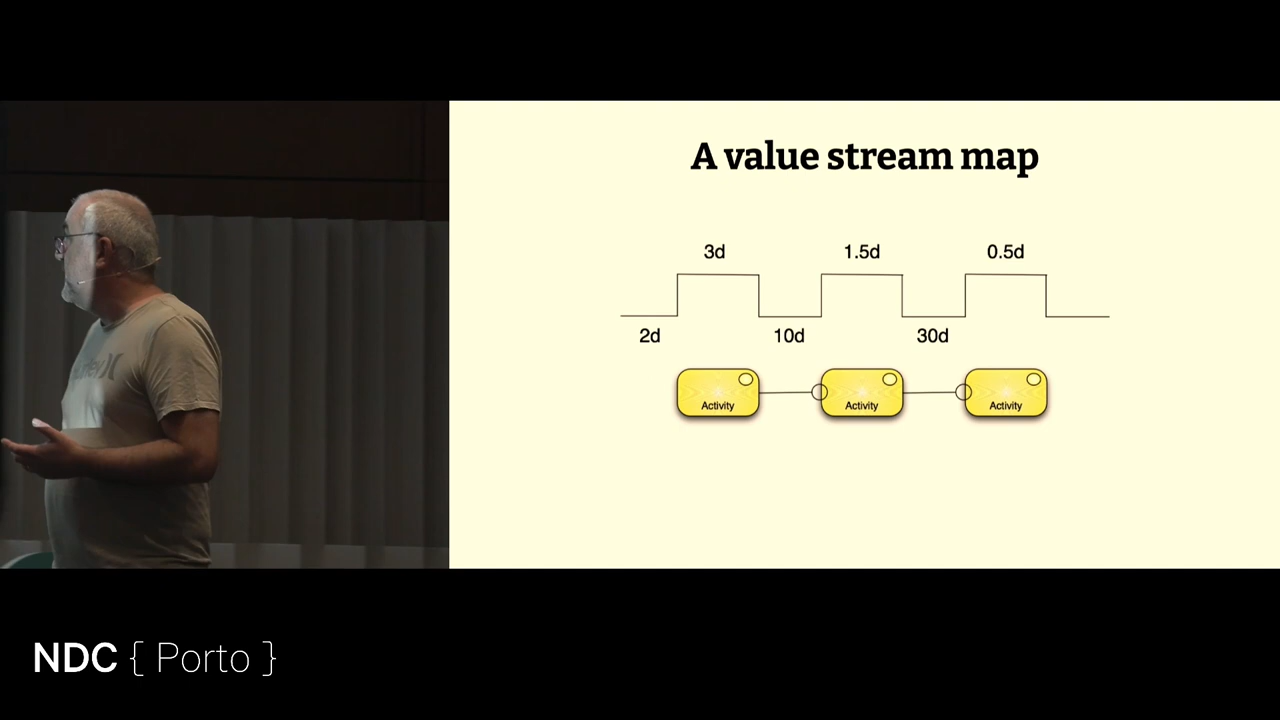 A value stream map
3d 1.5d 0.5d
2d 10d 30d
Activity Activity Activity
NDC { Porto }